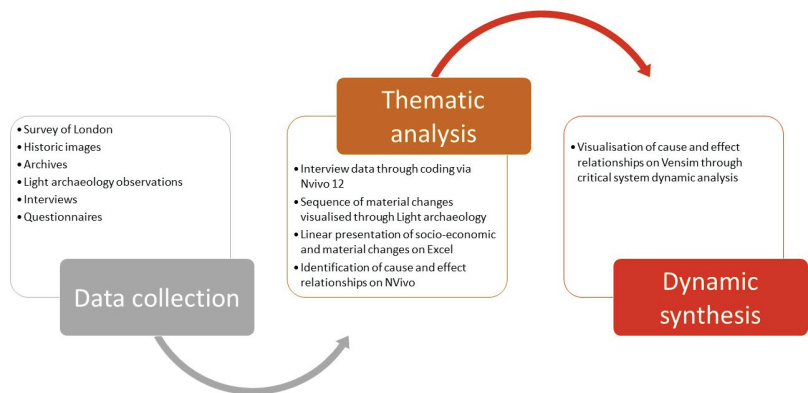 • Survey of London
• Historic images
• Archives
• Light archaeology observations
• Interviews
• Questionnaires
Data collection
Thematic
analysis
• Interview data through coding via
Nvivo 12
• Sequence of material changes
visualised through Light archaeology
• Linear presentation of socio-economic
and material changes on Excel
• Identification of cause and effect
relationships on NVivo
• Visualisation of cause and effect
relationships on Vensim through
critical system dynamic analysis
Dynamic
synthesis